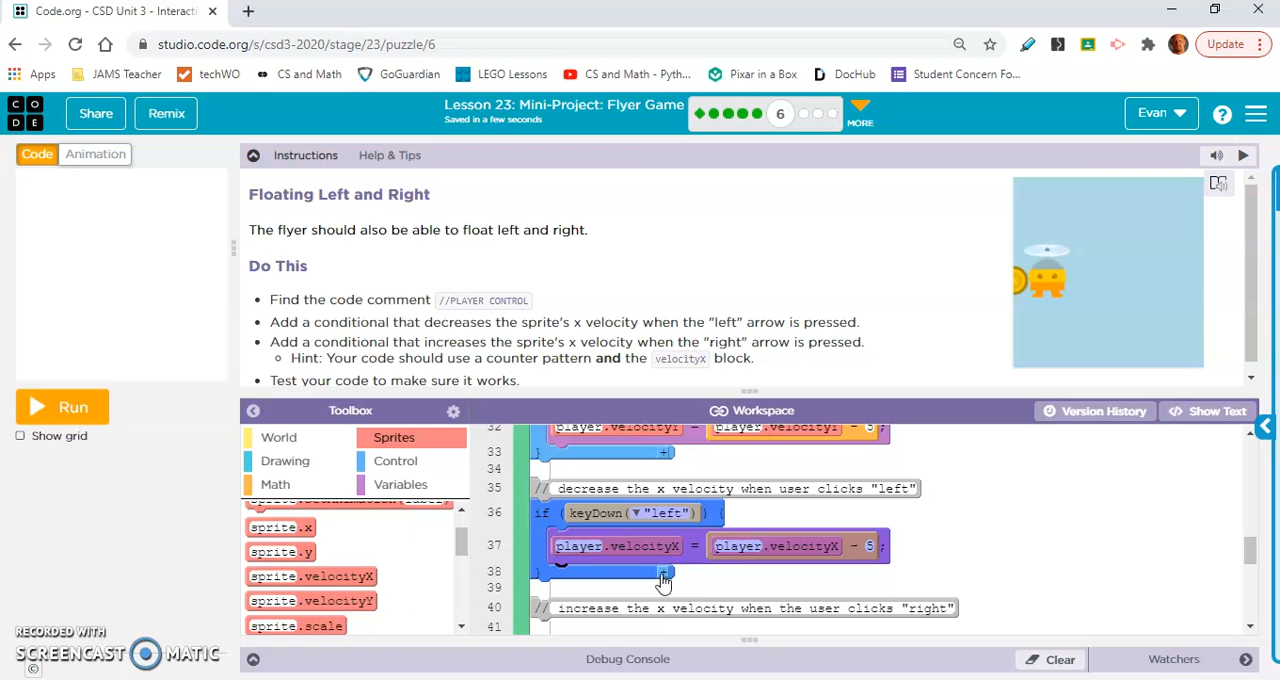 Code.org - CSD Unit 3 - Interacti
studio.code.org/s/csd3-2020/stage/23/puzzle/6
Update
Apps
JAMS Teacher
techWO
CS and Math
GoGuardian
LEGO Lessons
CS and Math - Pyth...
Pixar in a Box
DocHub
Student Concern Fo...
C O
D E
Share
Remix
Lesson 23: Mini-Project: Flyer Game
Saved in a few seconds
6
MORE
Evan
?
Code
Animation
Instructions
Help & Tips
Floating Left and Right
The flyer should also be able to float left and right.
Do This
• Find the code comment //PLAYER CONTROL
• Add a conditional that decreases the sprite's x velocity when the "left" arrow is pressed.
• Add a conditional that increases the sprite's x velocity when the "right" arrow is pressed.
Hint: Your code should use a counter pattern and the velocityX block.
• Test your code to make sure it works.
Run
Show grid
Toolbox
Workspace
Version History
Show Text
World
Sprites
Drawing
Control
Math
Variables
sprite.x
sprite.y
sprite.velocityX
sprite.velocityY
sprite.scale
32 player.velocityY = player.velocityY - 5;
33 }
34
35 // decrease the x velocity when user clicks "left"
36 if (keyDown("left")) {
37 player.velocityX = player.velocityX - 5;
38 }
39
40 // increase the x velocity when the user clicks "right"
41
Debug Console
Clear
Watchers
RECORDED WITH
SCREENCAST MATIC
©